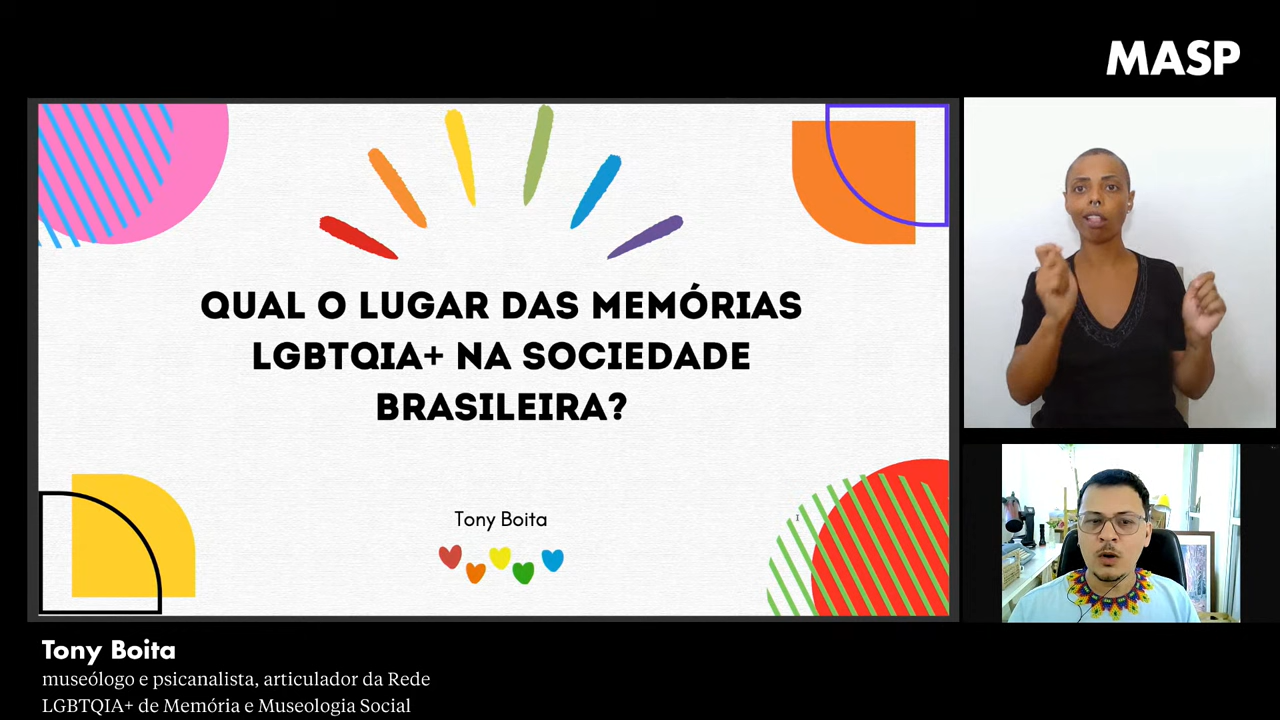 MASP
QUAL O LUGAR DAS MEMÓRIAS
LGBTQIA+ NA SOCIEDADE
BRASILEIRA?
Tony Boita
Tony Boita
museólogo e psicanalista, articulador da Rede
LGBTQIA+ de Memória e Museologia Social